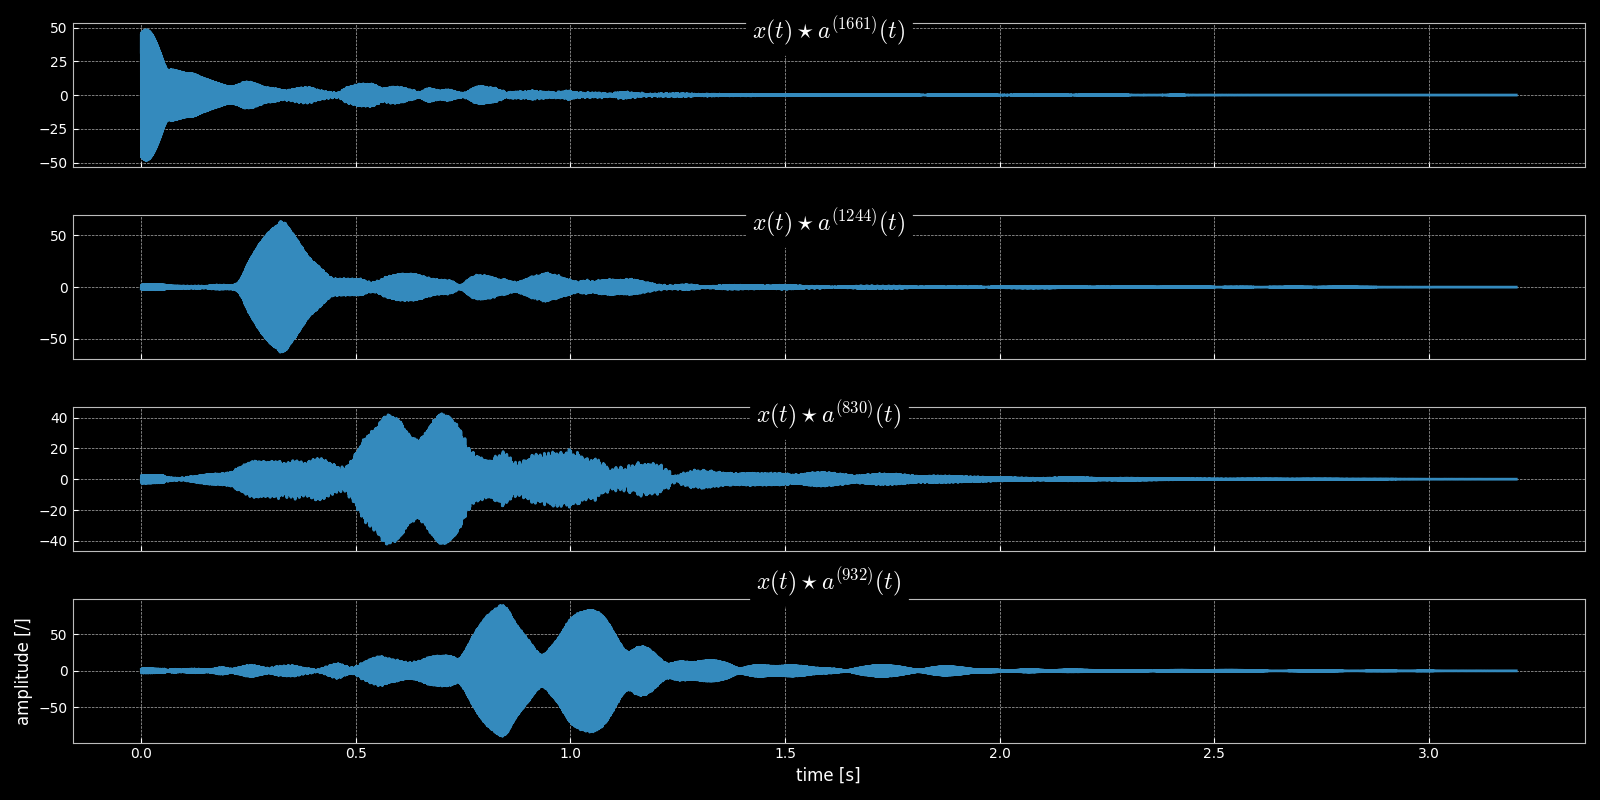 x(t) ⋆ a^(1661)(t)
50
25
0
−25
−50
x(t) ⋆ a^(1244)(t)
50
0
−50
x(t) ⋆ a^(830)(t)
40
20
0
−20
−40
x(t) ⋆ a^(932)(t)
50
0
−50
amplitude [/]
0.0 0.5 1.0 1.5 2.0 2.5 3.0
time [s]